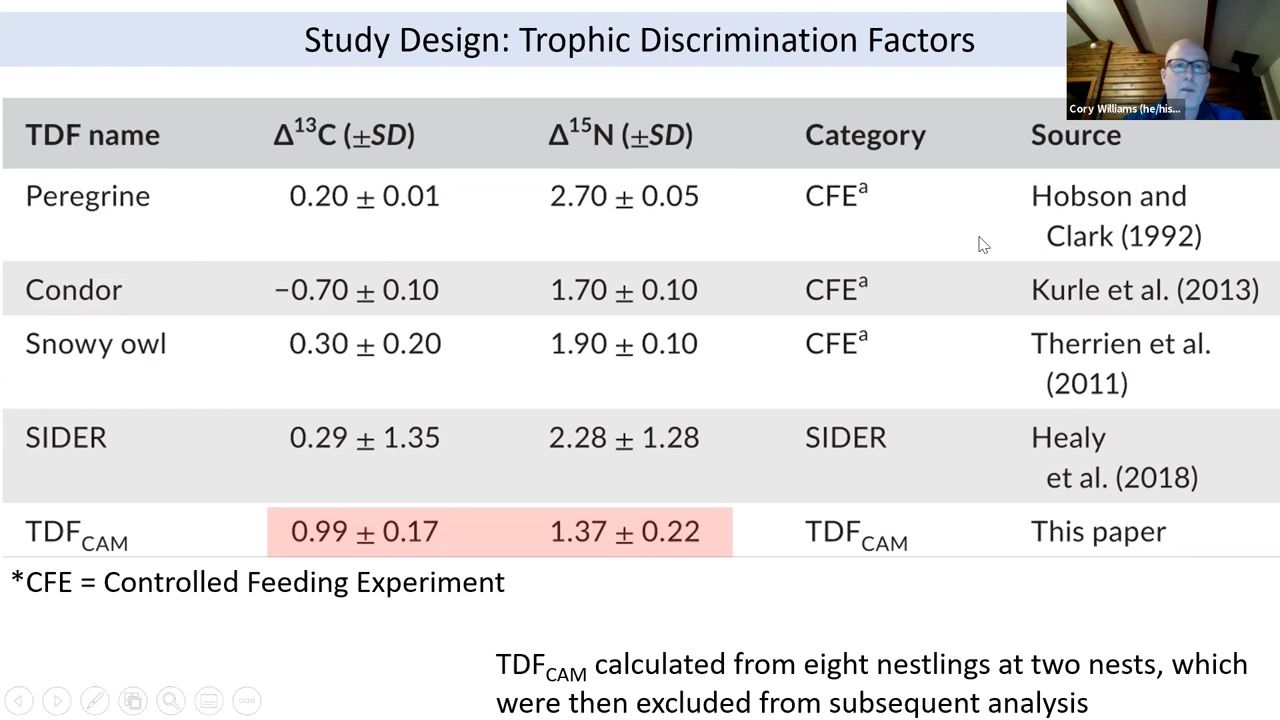 Study Design: Trophic Discrimination Factors
Cory Williams (he/his...
TDF name Δ¹³C (±SD) Δ¹⁵N (±SD) Category Source
Peregrine 0.20 ± 0.01 2.70 ± 0.05 CFEᵃ Hobson and
Clark (1992)
Condor −0.70 ± 0.10 1.70 ± 0.10 CFEᵃ Kurle et al. (2013)
Snowy owl 0.30 ± 0.20 1.90 ± 0.10 CFEᵃ Therrien et al.
(2011)
SIDER 0.29 ± 1.35 2.28 ± 1.28 SIDER Healy
et al. (2018)
TDF_CAM 0.99 ± 0.17 1.37 ± 0.22 TDF_CAM This paper
*CFE = Controlled Feeding Experiment
TDF_CAM calculated from eight nestlings at two nests, which
were then excluded from subsequent analysis